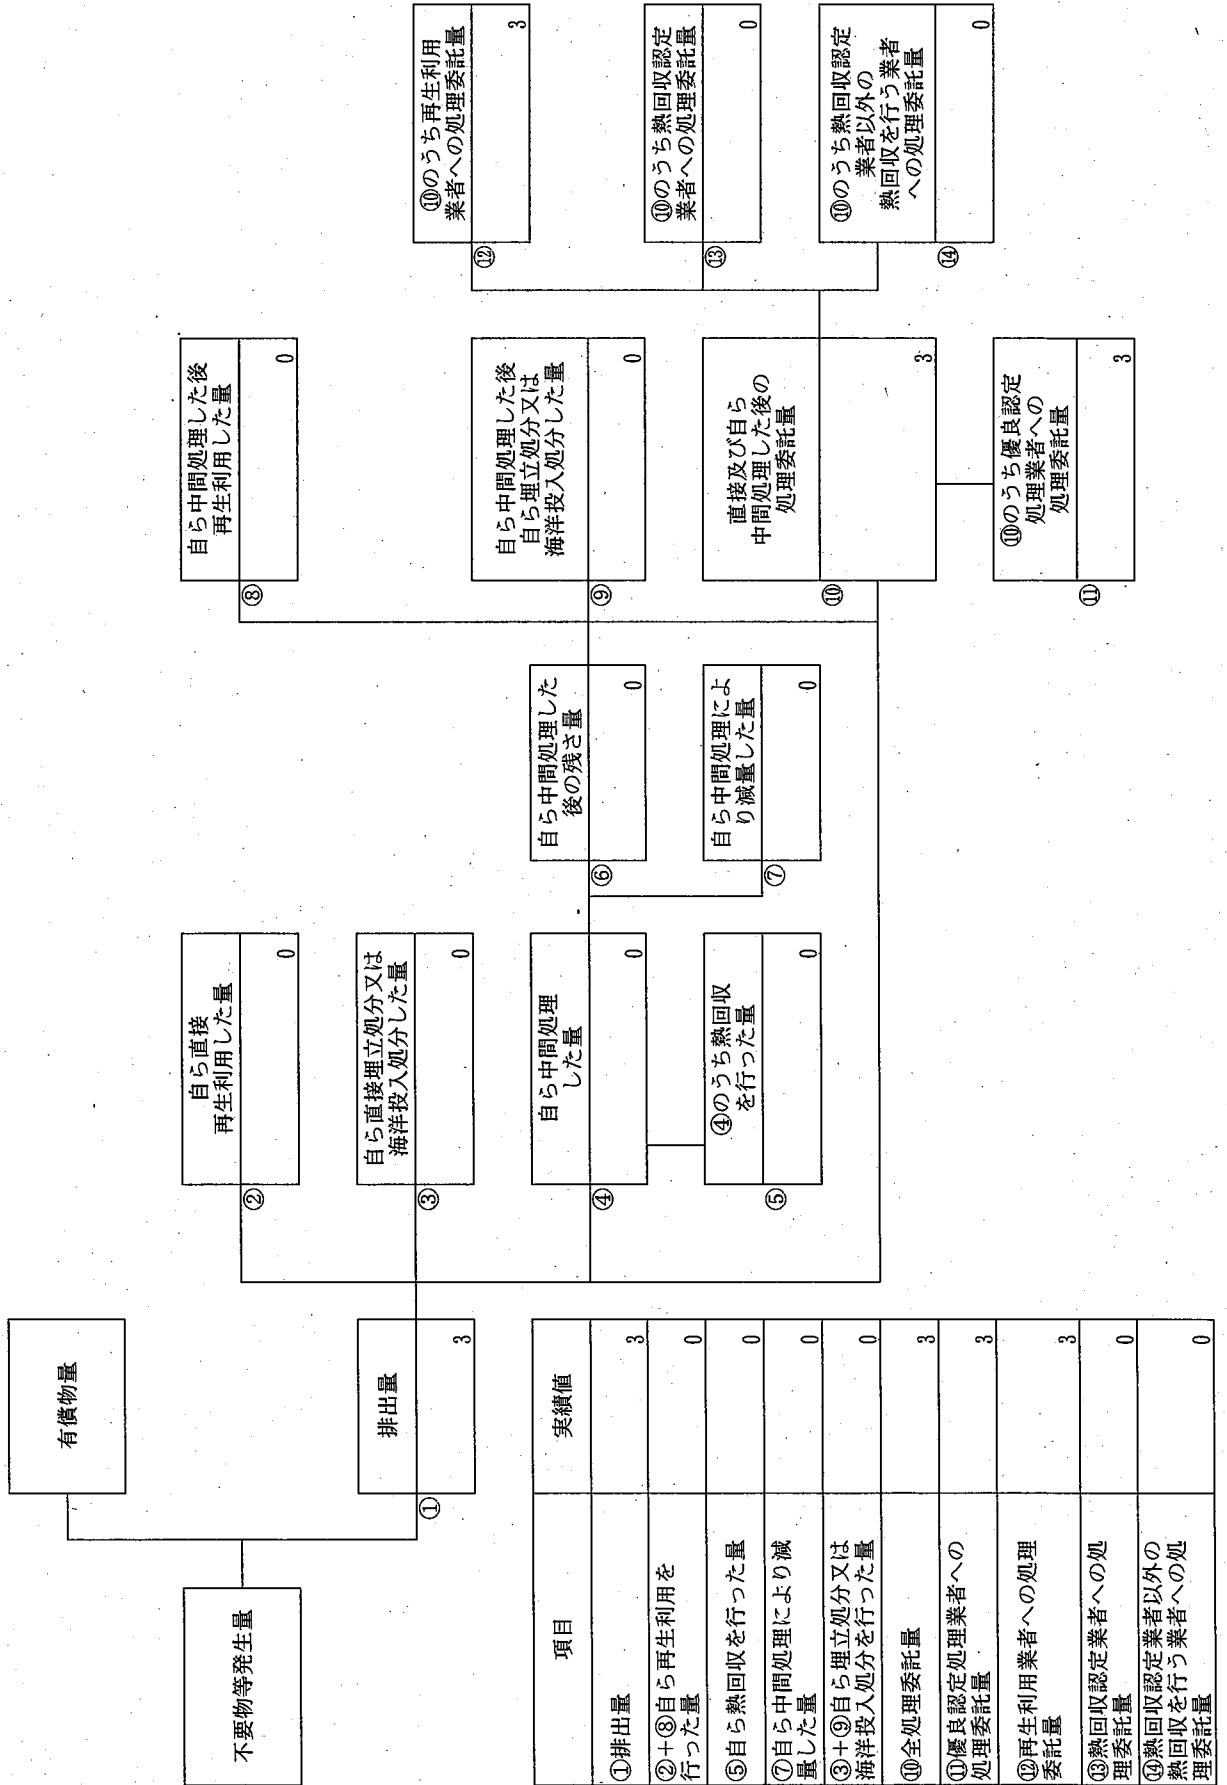 不要物等発生量
有償物量
排出量
①
3
自ら直接
再生利用した量
②
0
自ら直接埋立処分又は
海洋投入処分した量
③
0
自ら中間処理
した量
④
0
④のうち熱回収
を行った量
⑤
0
自ら中間処理した
後の残さ量
⑥
0
自ら中間処理によ
り減量した量
⑦
0
自ら中間処理した後
再生利用した量
⑧
0
自ら中間処理した後
自ら埋立処分又は
海洋投入処分した量
⑨
0
直接及び自ら
中間処理した後の
処理委託量
⑩
3
⑩のうち優良認定
処理業者への
処理委託量
⑪
3
⑩のうち再生利用
業者への処理委託量
⑫
3
⑩のうち熱回収認定
業者への処理委託量
⑬
0
⑩のうち熱回収認定
業者以外の
熱回収を行う業者
への処理委託量
⑭
0
項目 実績値
①排出量 3
②+⑧自ら再生利用を
行った量 0
⑤自ら熱回収を行った量 0
⑦自ら中間処理により減
量した量 0
③+⑨自ら埋立処分又は
海洋投入処分を行った量 0
⑩全処理委託量 3
⑪優良認定処理業者への
処理委託量 3
⑫再生利用業者への処理
委託量 3
⑬熱回収認定業者への処
理委託量 0
⑭熱回収認定業者以外の
熱回収を行う業者への処
理委託量 0